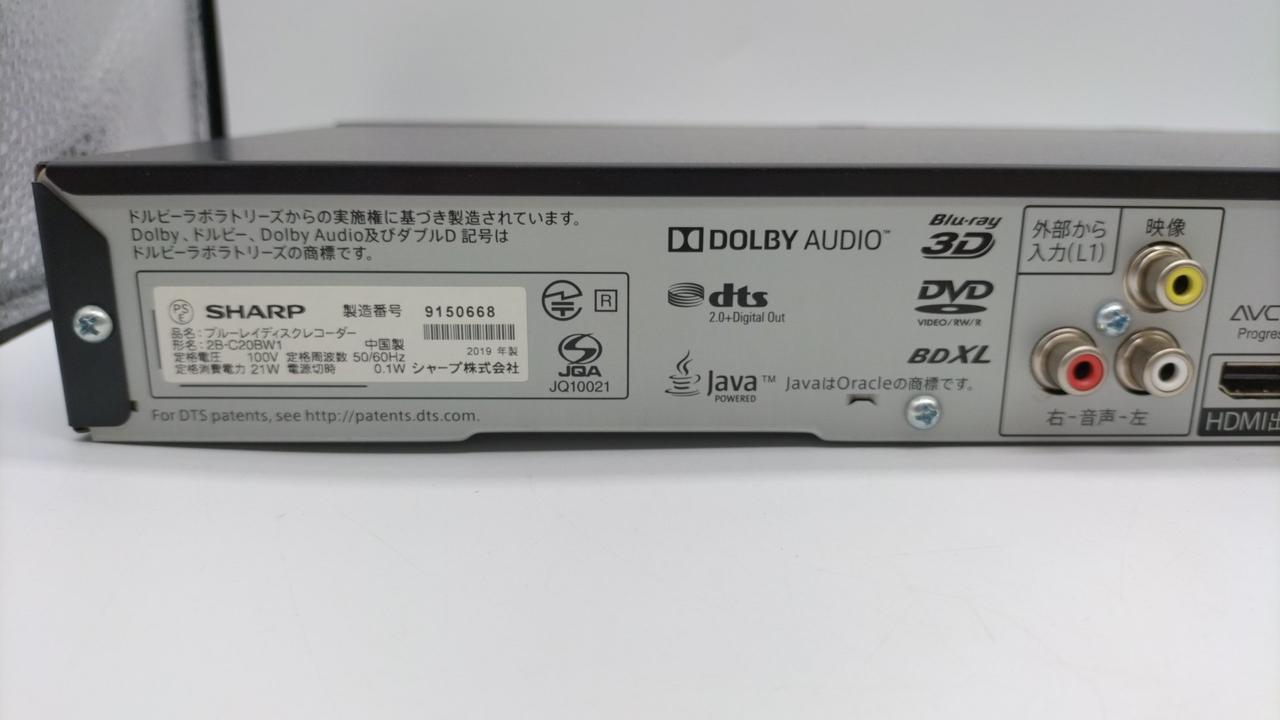 ドルビーラボラトリーズからの実施権に基づき製造されています。
Dolby、ドルビー、Dolby Audio及びダブルD 記号は
ドルビーラボラトリーズの商標です。
PS
E
SHARP 製造番号 9150668
品名:ブルーレイディスクレコーダー
形名:2B-C20BW1 中国製 2019 年製
定格電圧 100V 定格周波数 50/60Hz
定格消費電力 21W 電源切時 0.1W シャープ株式会社
R
JQA
JQ10021
For DTS patents, see http://patents.dts.com.
DOLBY AUDIO™
Blu-ray
3D
dts
2.0+Digital Out
DVD
VIDEO/RW/R
BDXL
Java™ JavaはOracleの商標です。
POWERED
外部から
入力(L1)
映像
右-音声-左
AVC
Progres
HDMI出